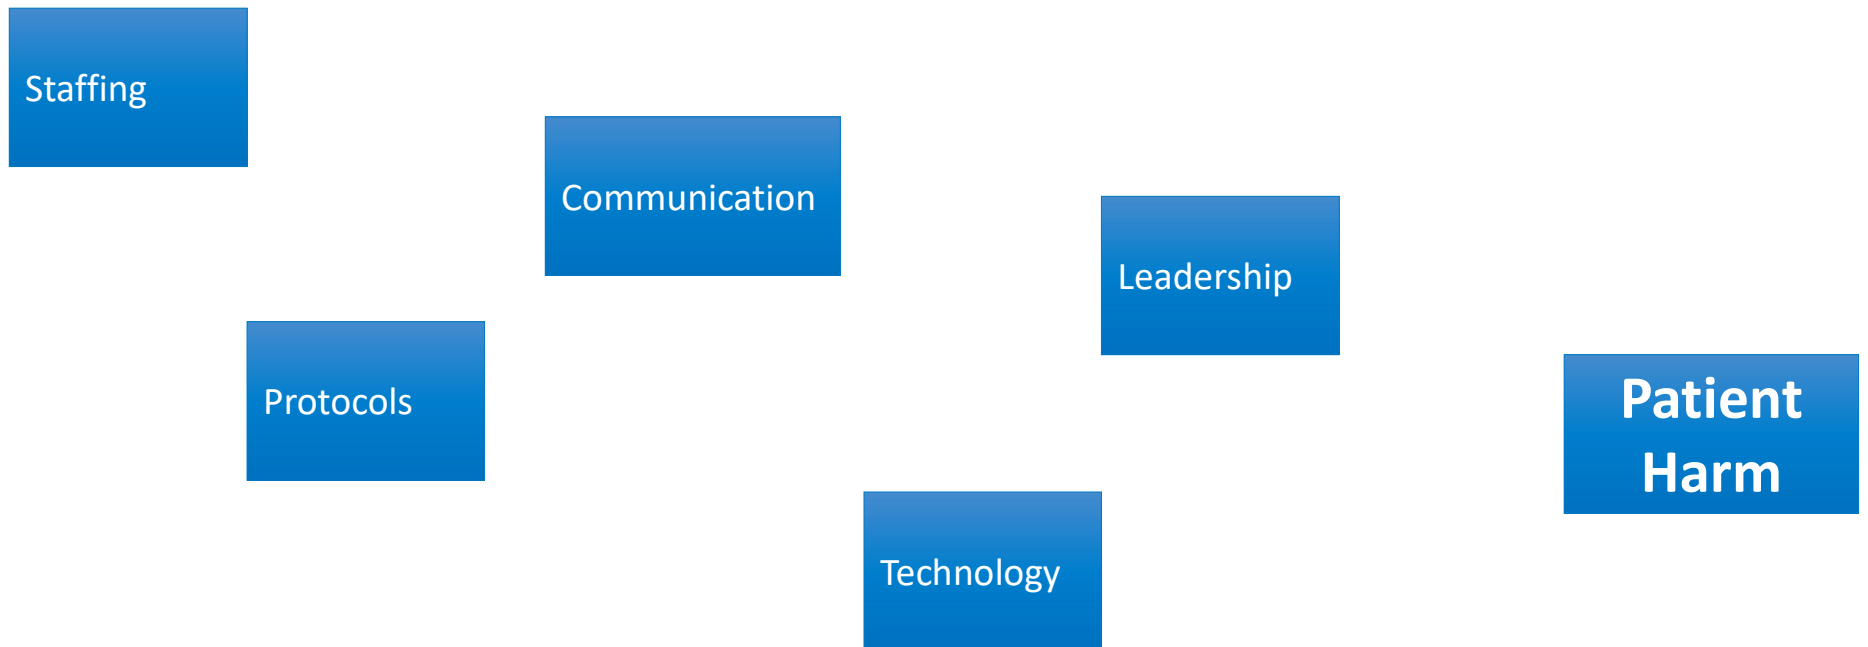 Staffing
Communication
Leadership
Protocols
Patient
Harm
Technology